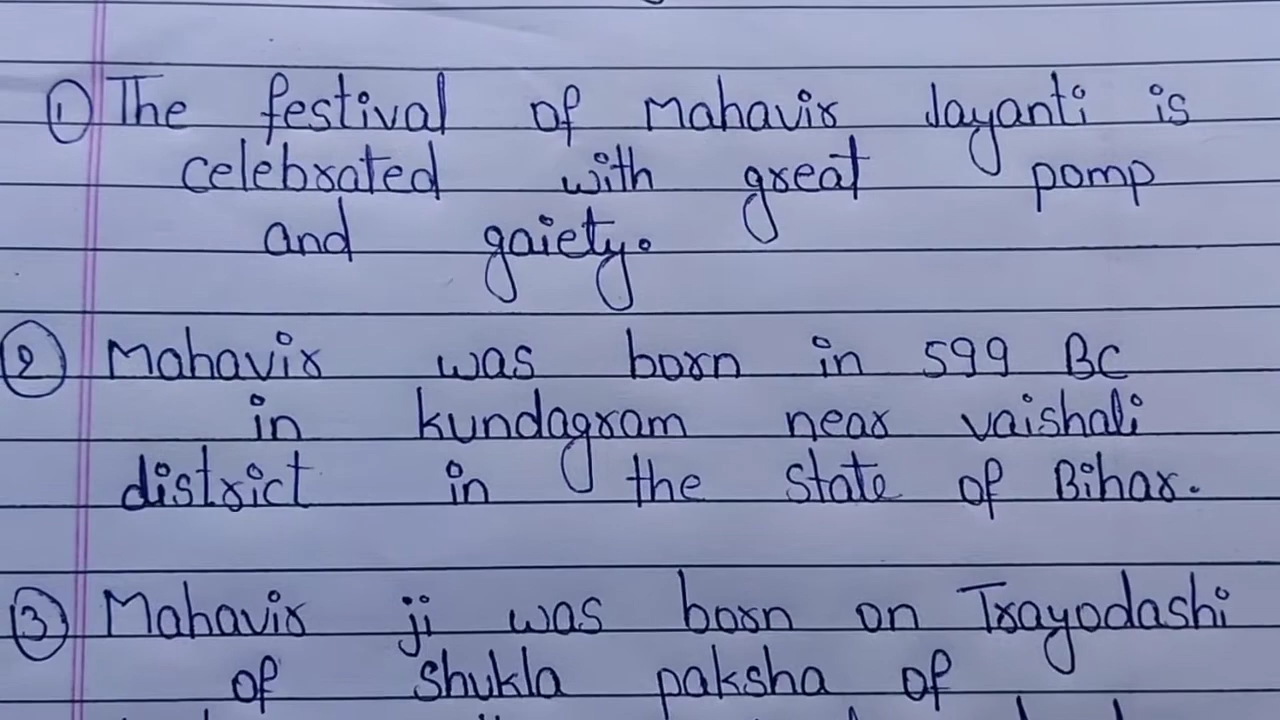 ① The festival of Mahavir Jayanti is
celebrated with great pomp
and gaiety.
② Mahavir was born in 599 BC
in kundagram near vaishali
district in the state of Bihar.
③ Mahavir ji was born on Trayodashi
of shukla paksha of